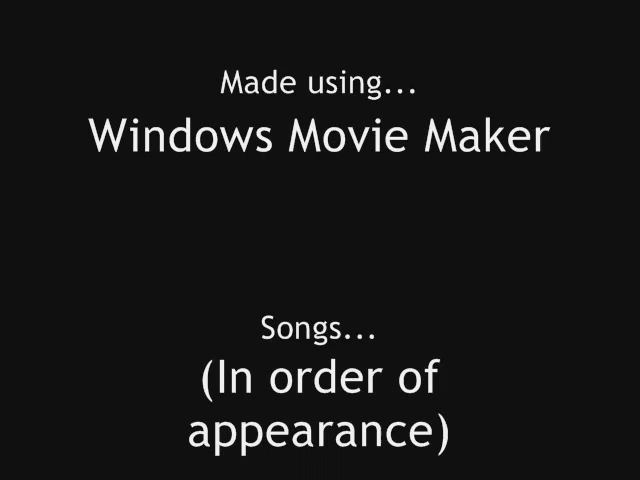 Made using...
Windows Movie Maker
Songs...
(In order of
appearance)